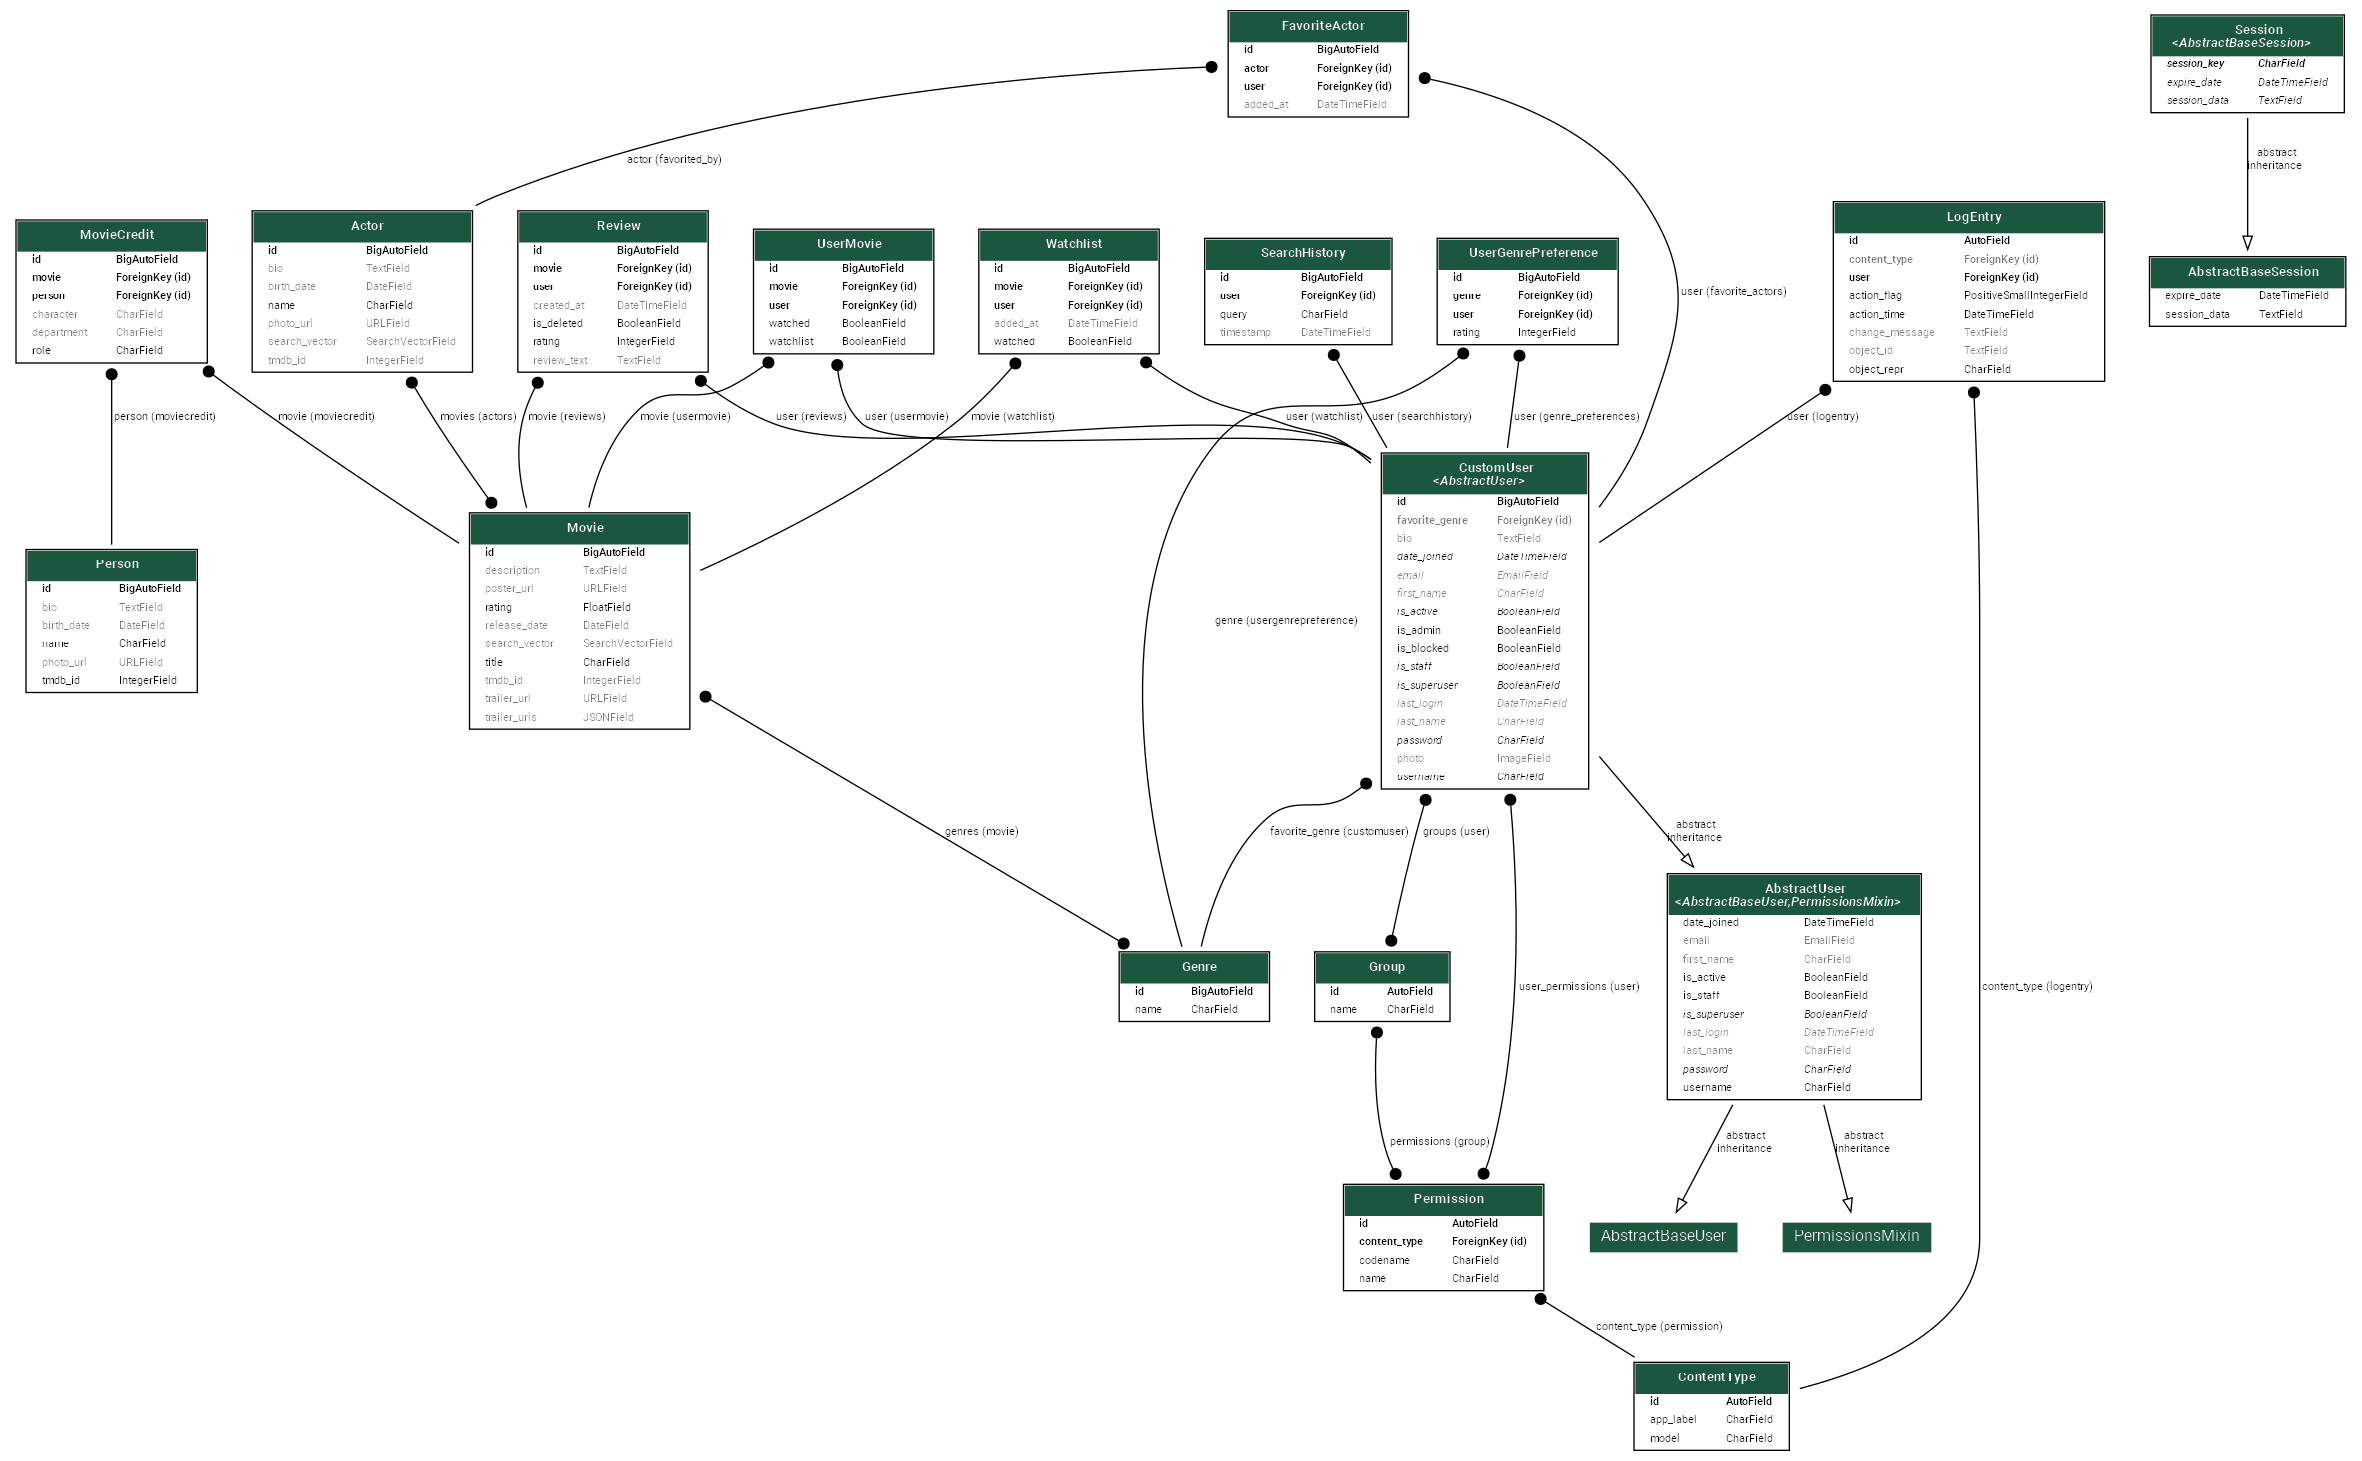 FavoriteActor
id BigAutoField
actor ForeignKey (id)
user ForeignKey (id)
added_at DateTimeField
Session
<AbstractBaseSession>
session_key CharField
expire_date DateTimeField
session_data TextField
actor (favorited_by)
abstract
inheritance
user (favorite_actors)
MovieCredit
id BigAutoField
movie ForeignKey (id)
person ForeignKey (id)
character CharField
department CharField
role CharField
Actor
id BigAutoField
bio TextField
birth_date DateField
name CharField
photo_url URLField
search_vector SearchVectorField
tmdb_id IntegerField
Review
id BigAutoField
movie ForeignKey (id)
user ForeignKey (id)
created_at DateTimeField
is_deleted BooleanField
rating IntegerField
review_text TextField
UserMovie
id BigAutoField
movie ForeignKey (id)
user ForeignKey (id)
watched BooleanField
watchlist BooleanField
Watchlist
id BigAutoField
movie ForeignKey (id)
user ForeignKey (id)
added_at DateTimeField
watched BooleanField
SearchHistory
id BigAutoField
user ForeignKey (id)
query CharField
timestamp DateTimeField
UserGenrePreference
id BigAutoField
genre ForeignKey (id)
user ForeignKey (id)
rating IntegerField
LogEntry
id AutoField
content_type ForeignKey (id)
user ForeignKey (id)
action_flag PositiveSmallIntegerField
action_time DateTimeField
change_message TextField
object_id TextField
object_repr CharField
AbstractBaseSession
expire_date DateTimeField
session_data TextField
person (moviecredit)
movie (moviecredit)
movies (actors)
movie (reviews)
movie (usermovie)
user (reviews)
user (usermovie)
movie (watchlist)
user (watchlist)
user (searchhistory)
user (genre_preferences)
user (logentry)
Person
id BigAutoField
bio TextField
birth_date DateField
name CharField
photo_url URLField
tmdb_id IntegerField
Movie
id BigAutoField
description TextField
poster_url URLField
rating FloatField
release_date DateField
search_vector SearchVectorField
title CharField
tmdb_id IntegerField
trailer_url URLField
trailer_urls JSONField
genre (usergenrepreference)
CustomUser
<AbstractUser>
id BigAutoField
favorite_genre ForeignKey (id)
bio TextField
date_joined DateTimeField
email EmailField
first_name CharField
is_active BooleanField
is_admin BooleanField
is_blocked BooleanField
is_staff BooleanField
is_superuser BooleanField
last_login DateTimeField
last_name CharField
password CharField
photo ImageField
username CharField
genres (movie)
favorite_genre (customuser)
groups (user)
abstract
inheritance
Genre
id BigAutoField
name CharField
Group
id AutoField
name CharField
user_permissions (user)
AbstractUser
<AbstractBaseUser,PermissionsMixin>
date_joined DateTimeField
email EmailField
first_name CharField
is_active BooleanField
is_staff BooleanField
is_superuser BooleanField
last_login DateTimeField
last_name CharField
password CharField
username CharField
content_type (logentry)
permissions (group)
abstract
inheritance
abstract
inheritance
Permission
id AutoField
content_type ForeignKey (id)
codename CharField
name CharField
AbstractBaseUser
PermissionsMixin
content_type (permission)
ContentType
id AutoField
app_label CharField
model CharField